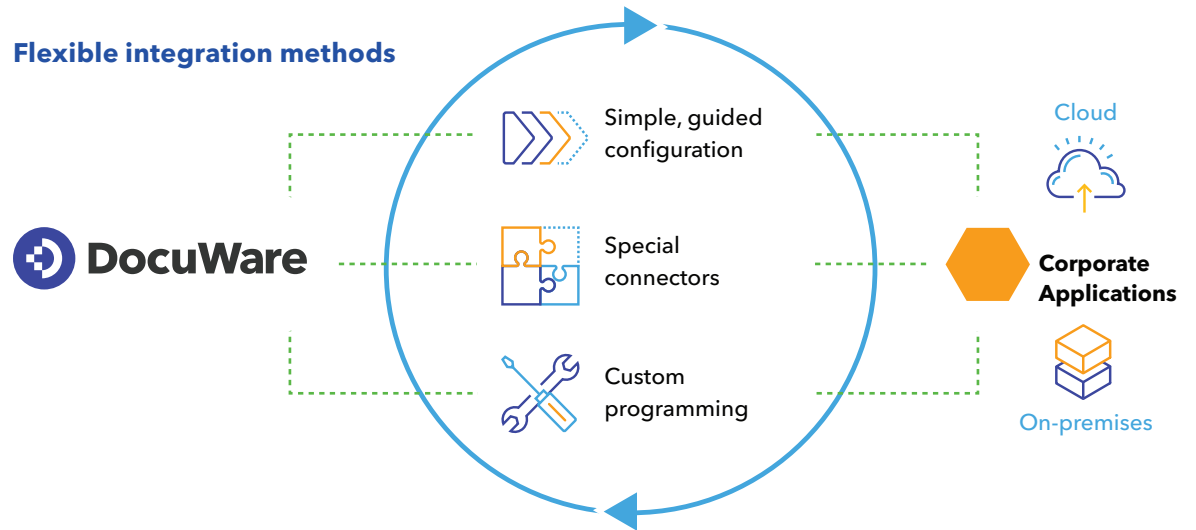 Flexible integration methods
Simple, guided
configuration
Cloud
DocuWare
Special
connectors
Corporate
Applications
Custom
programming
On-premises